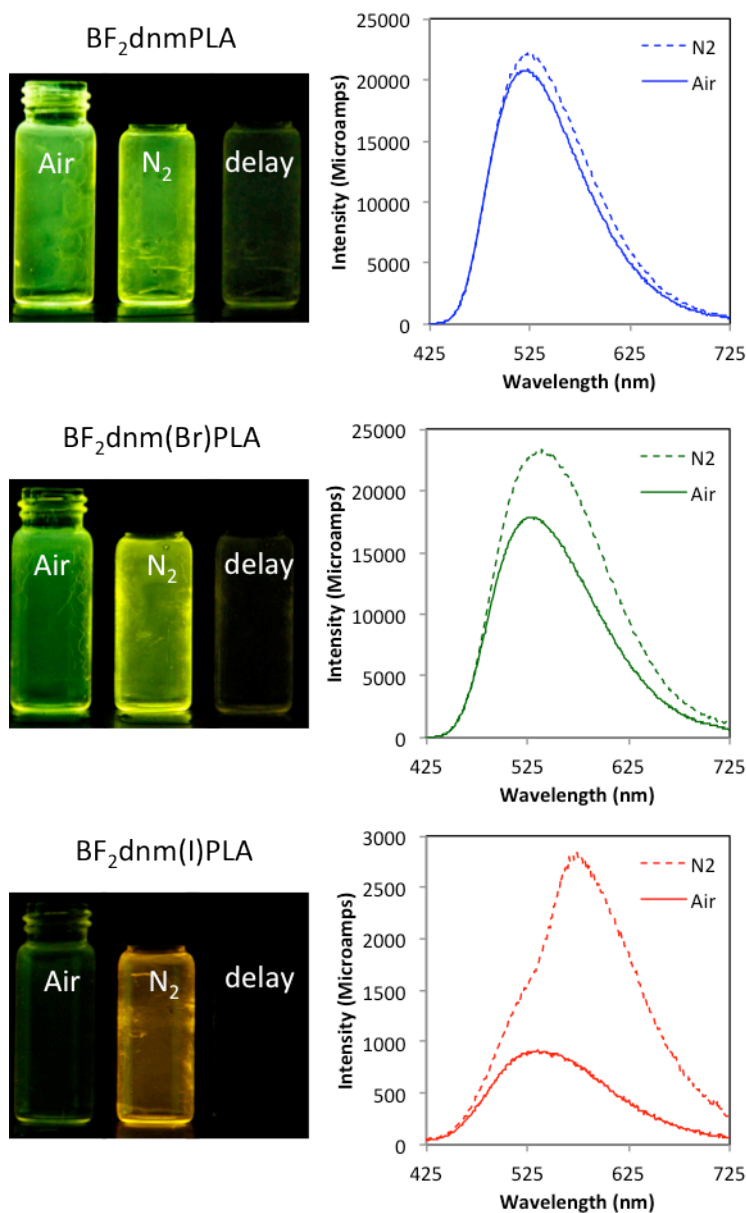 BF₂dnmPLA
Air
N₂
delay
Intensity (Microamps)
25000
20000
15000
10000
5000
0
N2
Air
425
525
625
725
Wavelength (nm)
BF₂dnm(Br)PLA
Air
N₂
delay
Intensity (Microamps)
25000
20000
15000
10000
5000
0
N2
Air
425
525
625
725
Wavelength (nm)
BF₂dnm(I)PLA
Air
N₂
delay
Intensity (Microamps)
3000
2500
2000
1500
1000
500
0
N2
Air
425
525
625
725
Wavelength (nm)